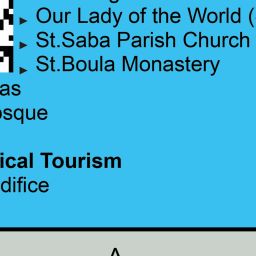 Our Lady of the World (
St.Saba Parish Church
St.Boula Monastery
as
osque
ical Tourism
difice